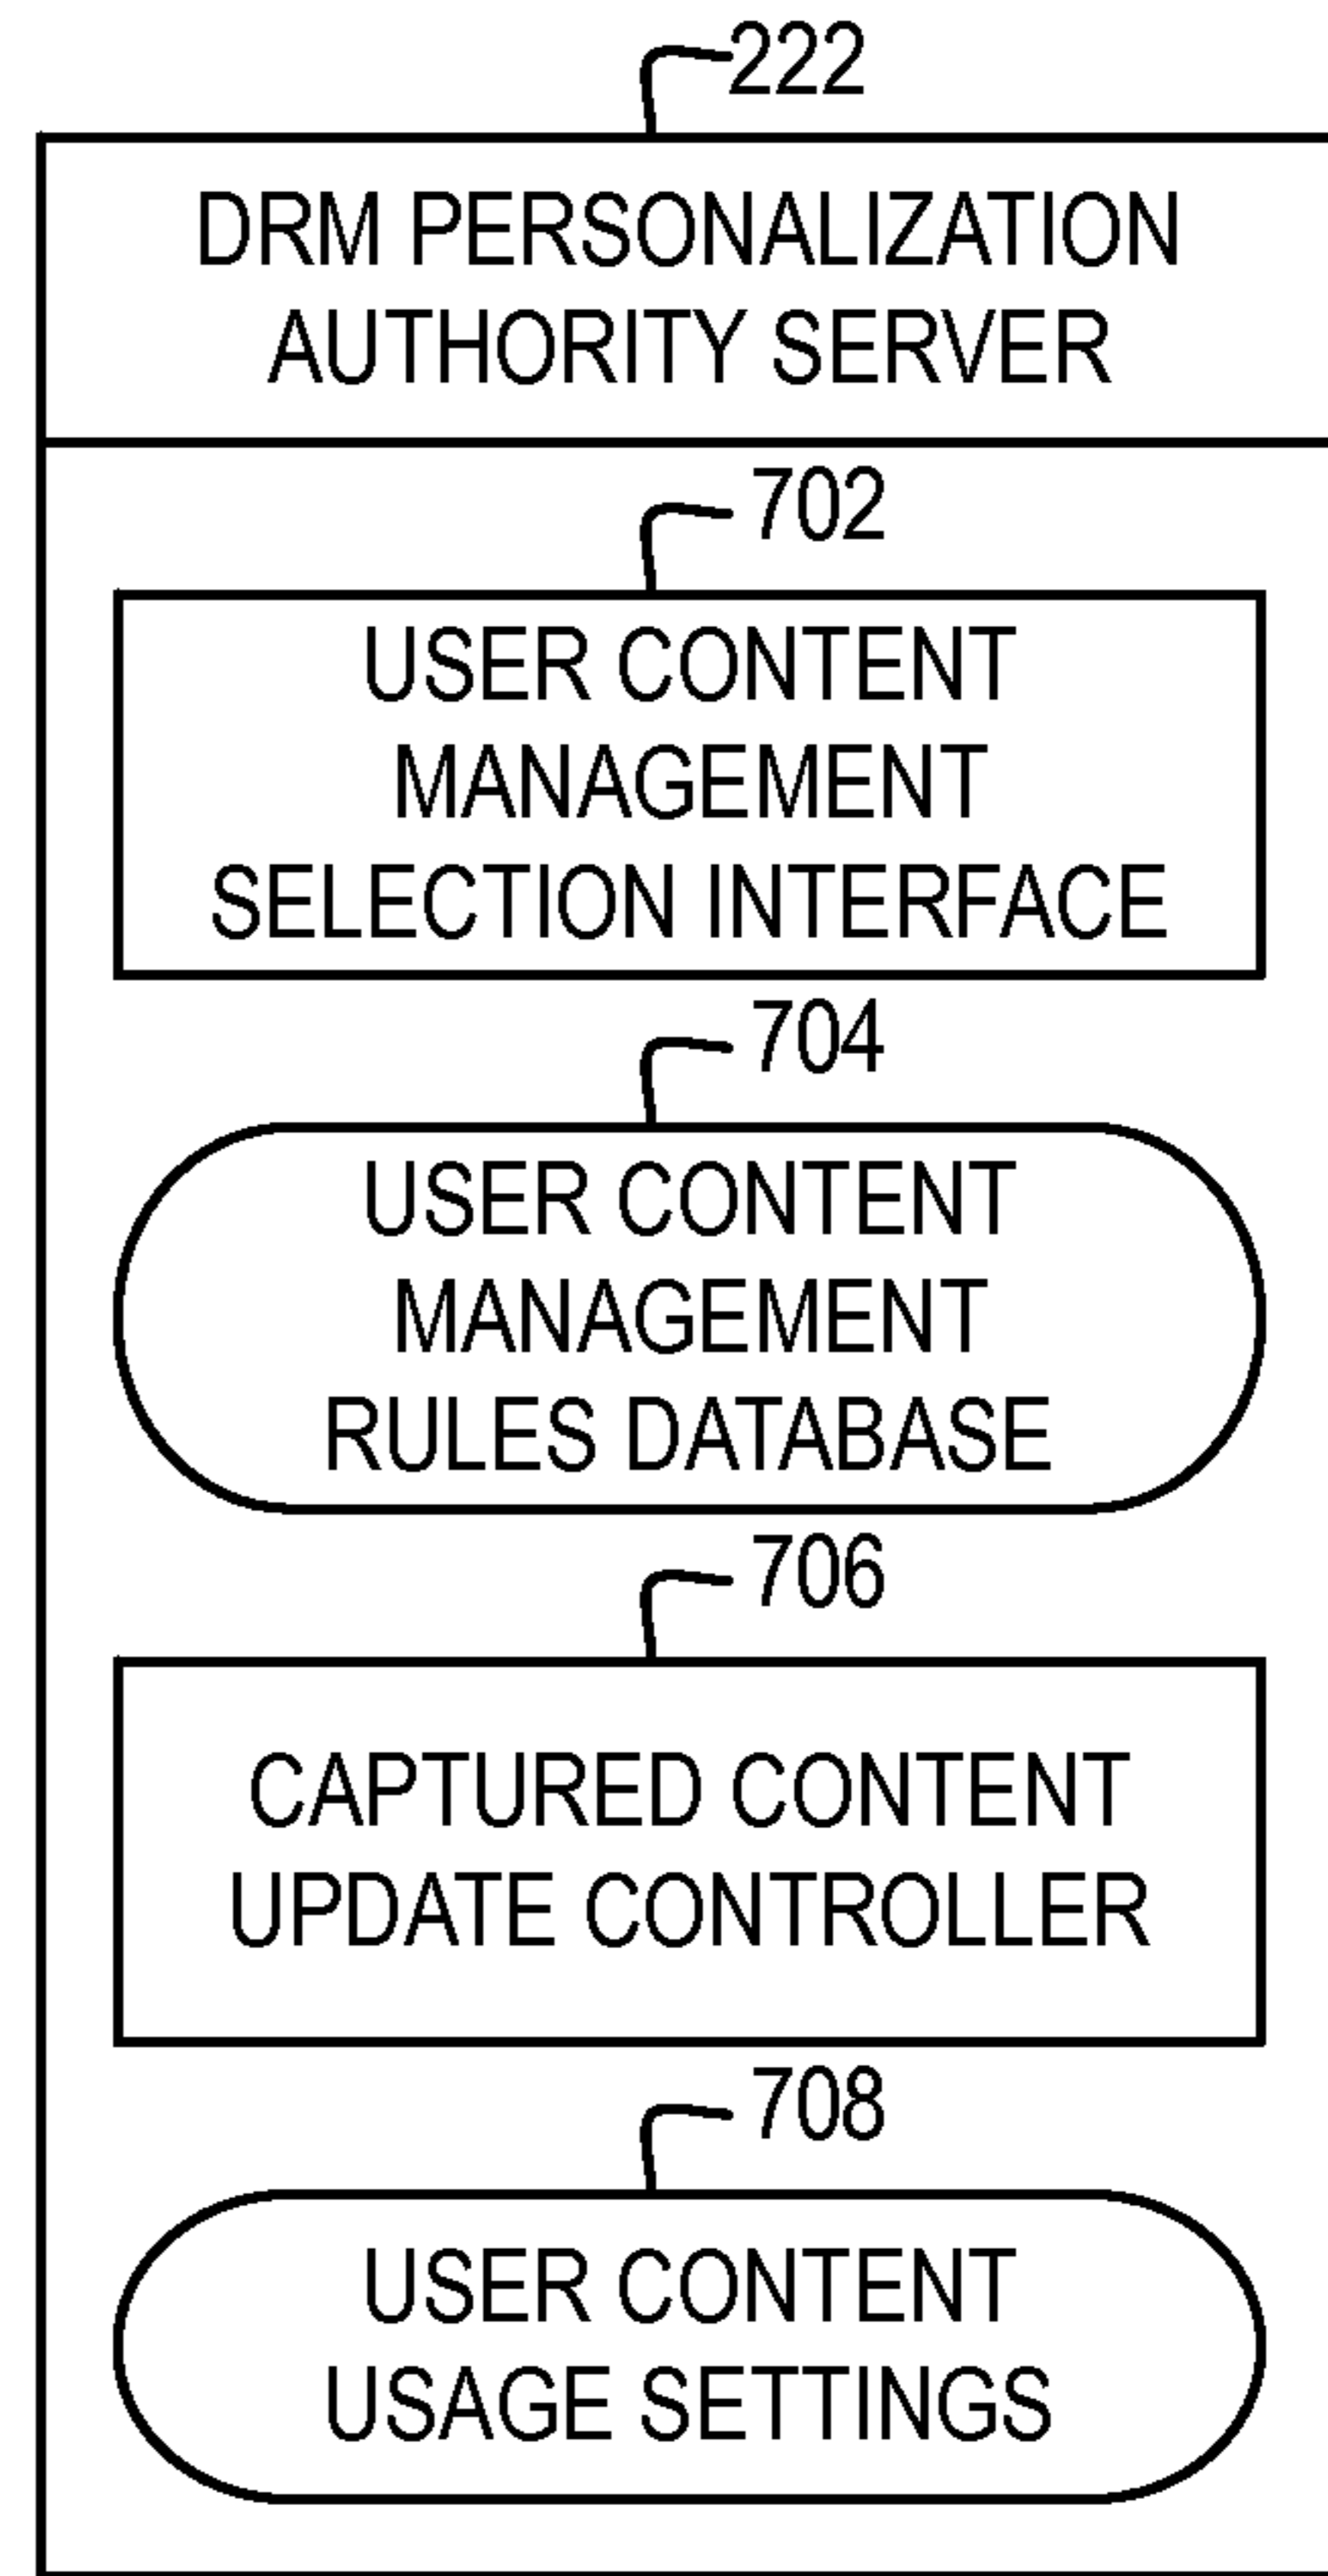 222
DRM PERSONALIZATION
AUTHORITY SERVER
702
USER CONTENT
MANAGEMENT
SELECTION INTERFACE
704
USER CONTENT
MANAGEMENT
RULES DATABASE
706
CAPTURED CONTENT
UPDATE CONTROLLER
708
USER CONTENT
USAGE SETTINGS